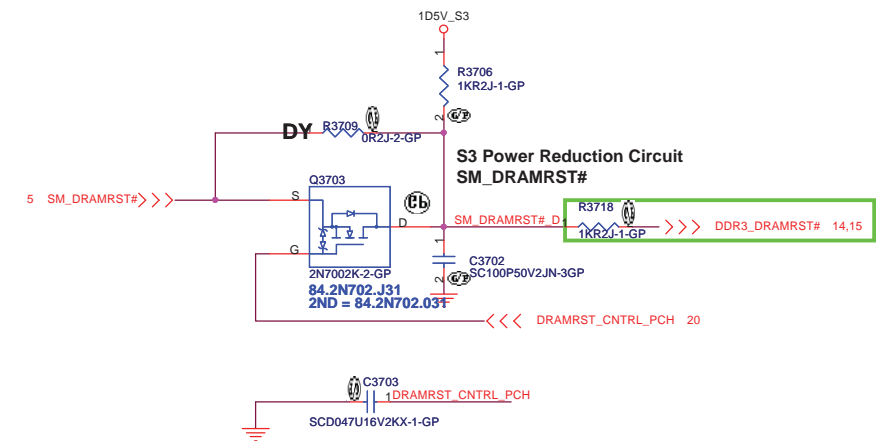 1D5V_S3
1
R3706
1KR2J-1-GP
2
DY
R3709
0R2J-2-GP
S3 Power Reduction Circuit
SM_DRAMRST#
Q3703
5 SM_DRAMRST#
S
D
SM_DRAMRST#_D
1
R3718
1KR2J-1-GP
DDR3_DRAMRST# 14,15
G
1
2
C3702
SC100P50V2JN-3GP
2N7002K-2-GP
84.2N702.J31
2ND = 84.2N702.031
DRAMRST_CNTRL_PCH 20
C3703
1
DRAMRST_CNTRL_PCH
SCD047U16V2KX-1-GP